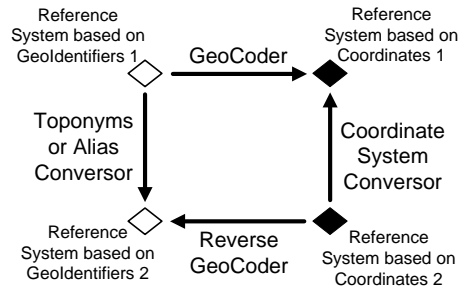 Reference
System based on
GeoIdentifiers 1
GeoCoder
Reference
System based on
Coordinates 1
Toponyms
or Alias
Conversor
Coordinate
System
Conversor
Reference
System based on
GeoIdentifiers 2
Reverse
GeoCoder
Reference
System based on
Coordinates 2